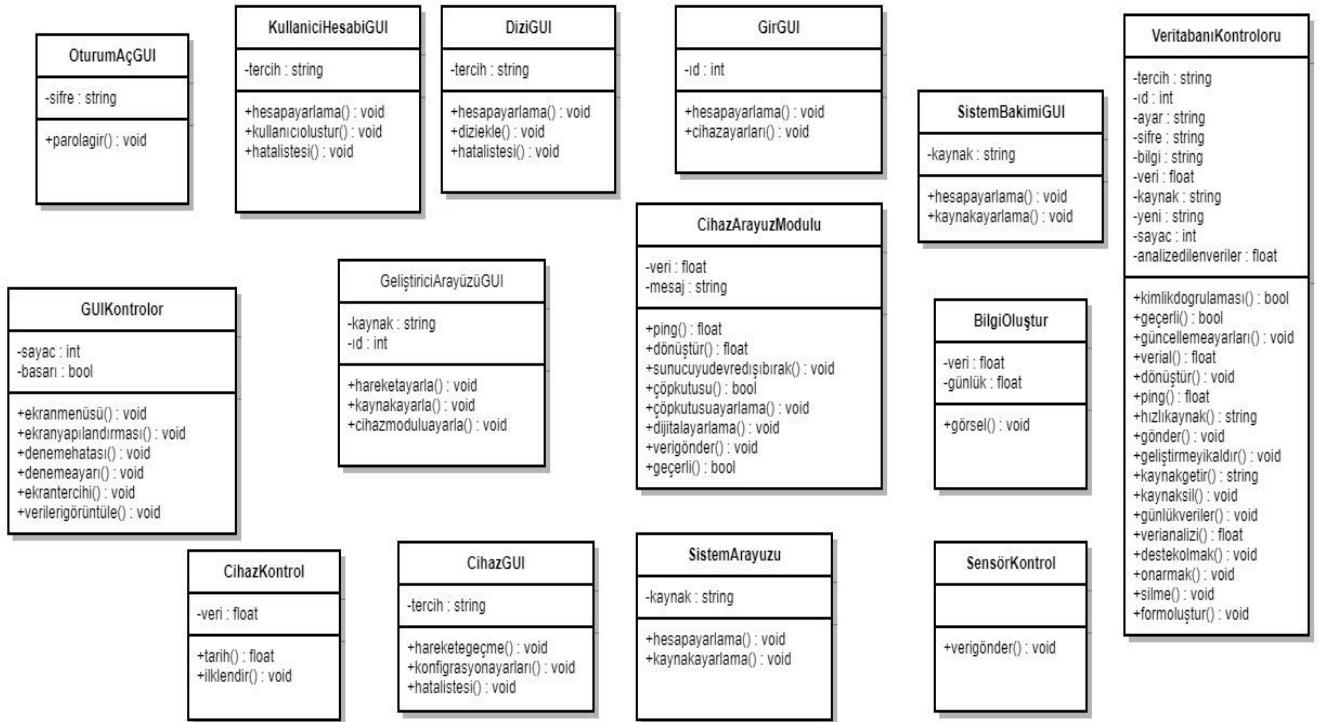 OturumAçGUI
-sifre : string
+parolagir() : void
KullaniciHesabiGUI
-tercih : string
+hesapayarlama() : void
+kullanıcıolustur() : void
+hatalistesi() : void
DiziGUI
-tercih : string
+hesapayarlama() : void
+diziekle() : void
+hatalistesi() : void
GirGUI
-ıd : int
+hesapayarlama() : void
+cihazayarları() : void
SistemBakimiGUI
-kaynak : string
+hesapayarlama() : void
+kaynakayarlama() : void
VeritabanıKontroloru
-tercih : string
-ıd : int
-ayar : string
-sifre : string
-bilgi : string
-veri : float
-kaynak : string
-yeni : string
-sayac : int
-analizedilenveriler : float
+kimlikdogrulaması() : bool
+geçerli() : bool
+güncellemeayarları() : void
+verial() : float
+dönüştür() : void
+ping() : float
+hızlıkaynak() : string
+gönder() : void
+geliştirmeyikaldır() : void
+kaynakgetir() : string
+kaynaksil() : void
+günlükveriler() : void
+verianalizi() : float
+destekolmak() : void
+onarmak() : void
+silme() : void
+formoluştur() : void
GUIKontrolor
-sayac : int
-basarı : bool
+ekranmenüsü() : void
+ekranyapılandırması() : void
+denemehatası() : void
+denemeayarı() : void
+ekrantercihi() : void
+verilerigörüntüle() : void
GeliştiriciArayüzüGUI
-kaynak : string
-ıd : int
+hareketayarla() : void
+kaynakayarla() : void
+cihazmoduluayarla() : void
CihazArayuzModulu
-veri : float
-mesaj : string
+ping() : float
+dönüştür() : float
+sunucuyudevredışıbırak() : void
+çöpkutusu() : bool
+çöpkutusuayarlama() : void
+dijitalayarlama() : void
+verigönder() : void
+geçerli() : bool
BilgiOluştur
-veri : float
-günlük : float
+görsel() : void
CihazKontrol
-veri : float
+tarih() : float
+ilklendir() : void
CihazGUI
-tercih : string
+hareketegeçme() : void
+konfigrasyonayarları() : void
+hatalistesi() : void
SistemArayuzu
-kaynak : string
+hesapayarlama() : void
+kaynakayarlama() : void
SensörKontrol
+verigönder() : void